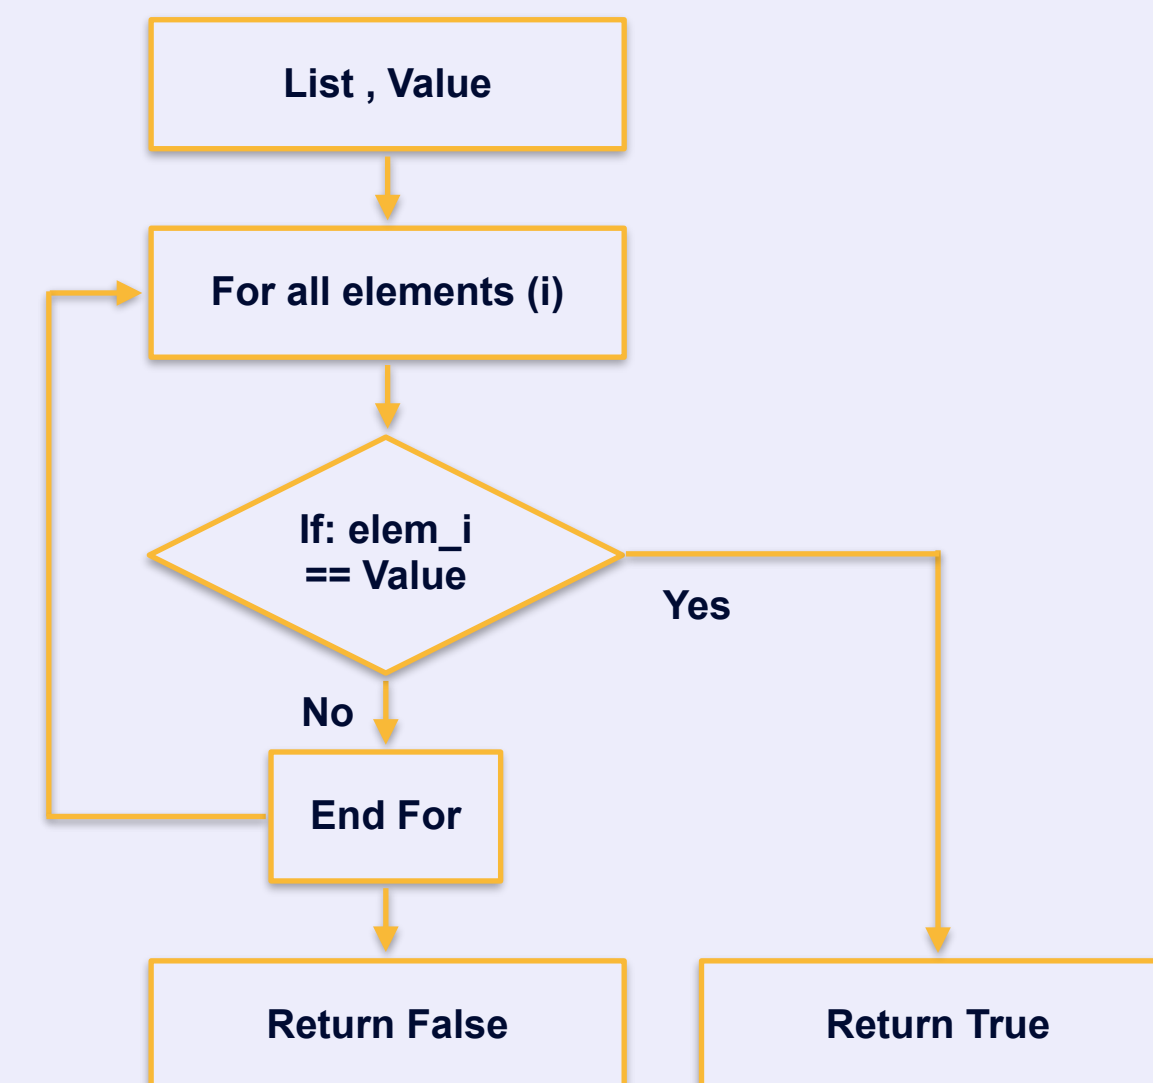 List , Value
For all elements (i)
If: elem_i
== Value
Yes
No
End For
Return False
Return True